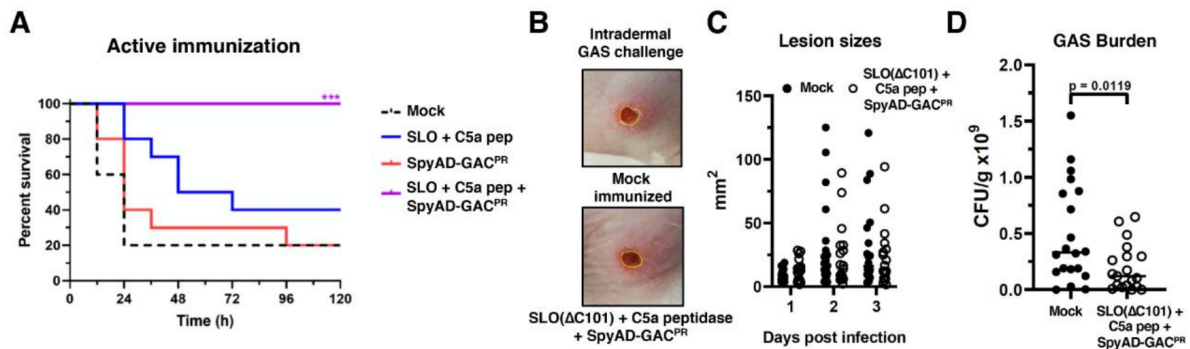 A
Active immunization
Percent survival
100
80
60
40
20
0
0 24 48 72 96 120
Time (h)
***
Mock
SLO + C5a pep
SpyAD-GACPR
SLO + C5a pep +
SpyAD-GACPR
B
Intradermal
GAS challenge
Mock
immunized
SLO(ΔC101) + C5a peptidase
+ SpyAD-GACPR
C
Lesion sizes
Mock
SLO(ΔC101) +
C5a pep +
SpyAD-GACPR
mm2
150
100
50
0
1 2 3
Days post infection
D
GAS Burden
p = 0.0119
CFU/g x109
2.0
1.5
1.0
0.5
0.0
Mock
SLO(ΔC101) +
C5a pep +
SpyAD-GACPR